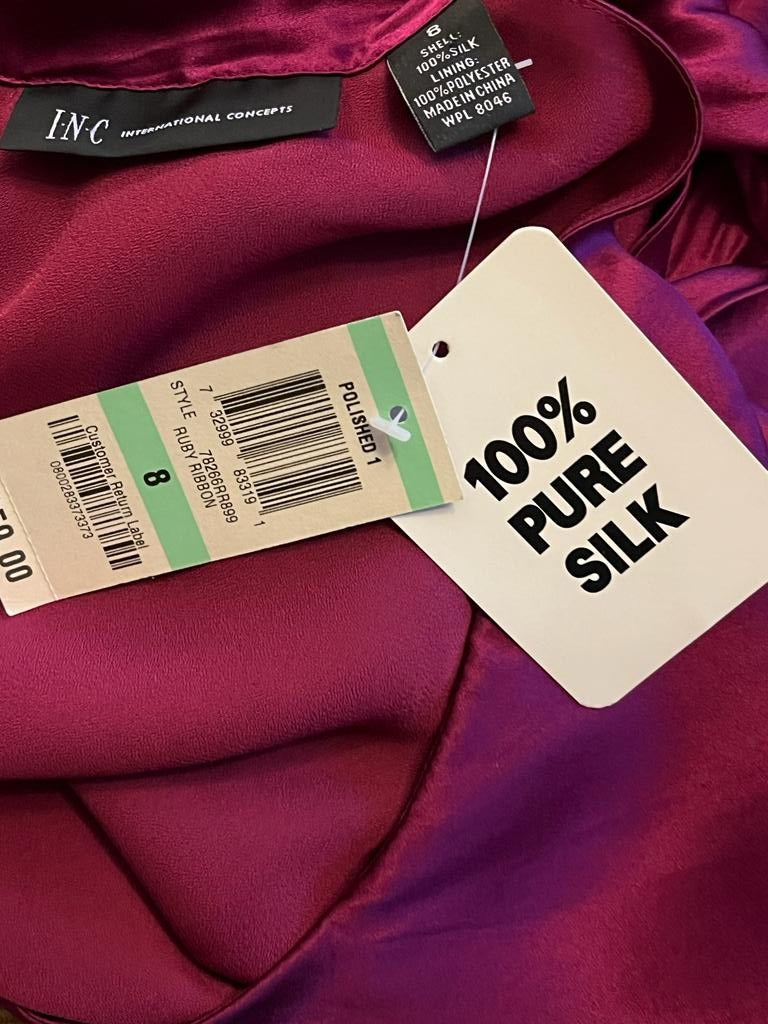 I·N·C INTERNATIONAL CONCEPTS
8
SHELL:
100%SILK
LINING:
100%POLYESTER
MADE IN CHINA
WPL 8046
POLISHED 1
7 32999 83319 1
78266RR899
STYLE RUBY RIBBON
8
Customer Return Label
0800283373373
100%
PURE
SILK